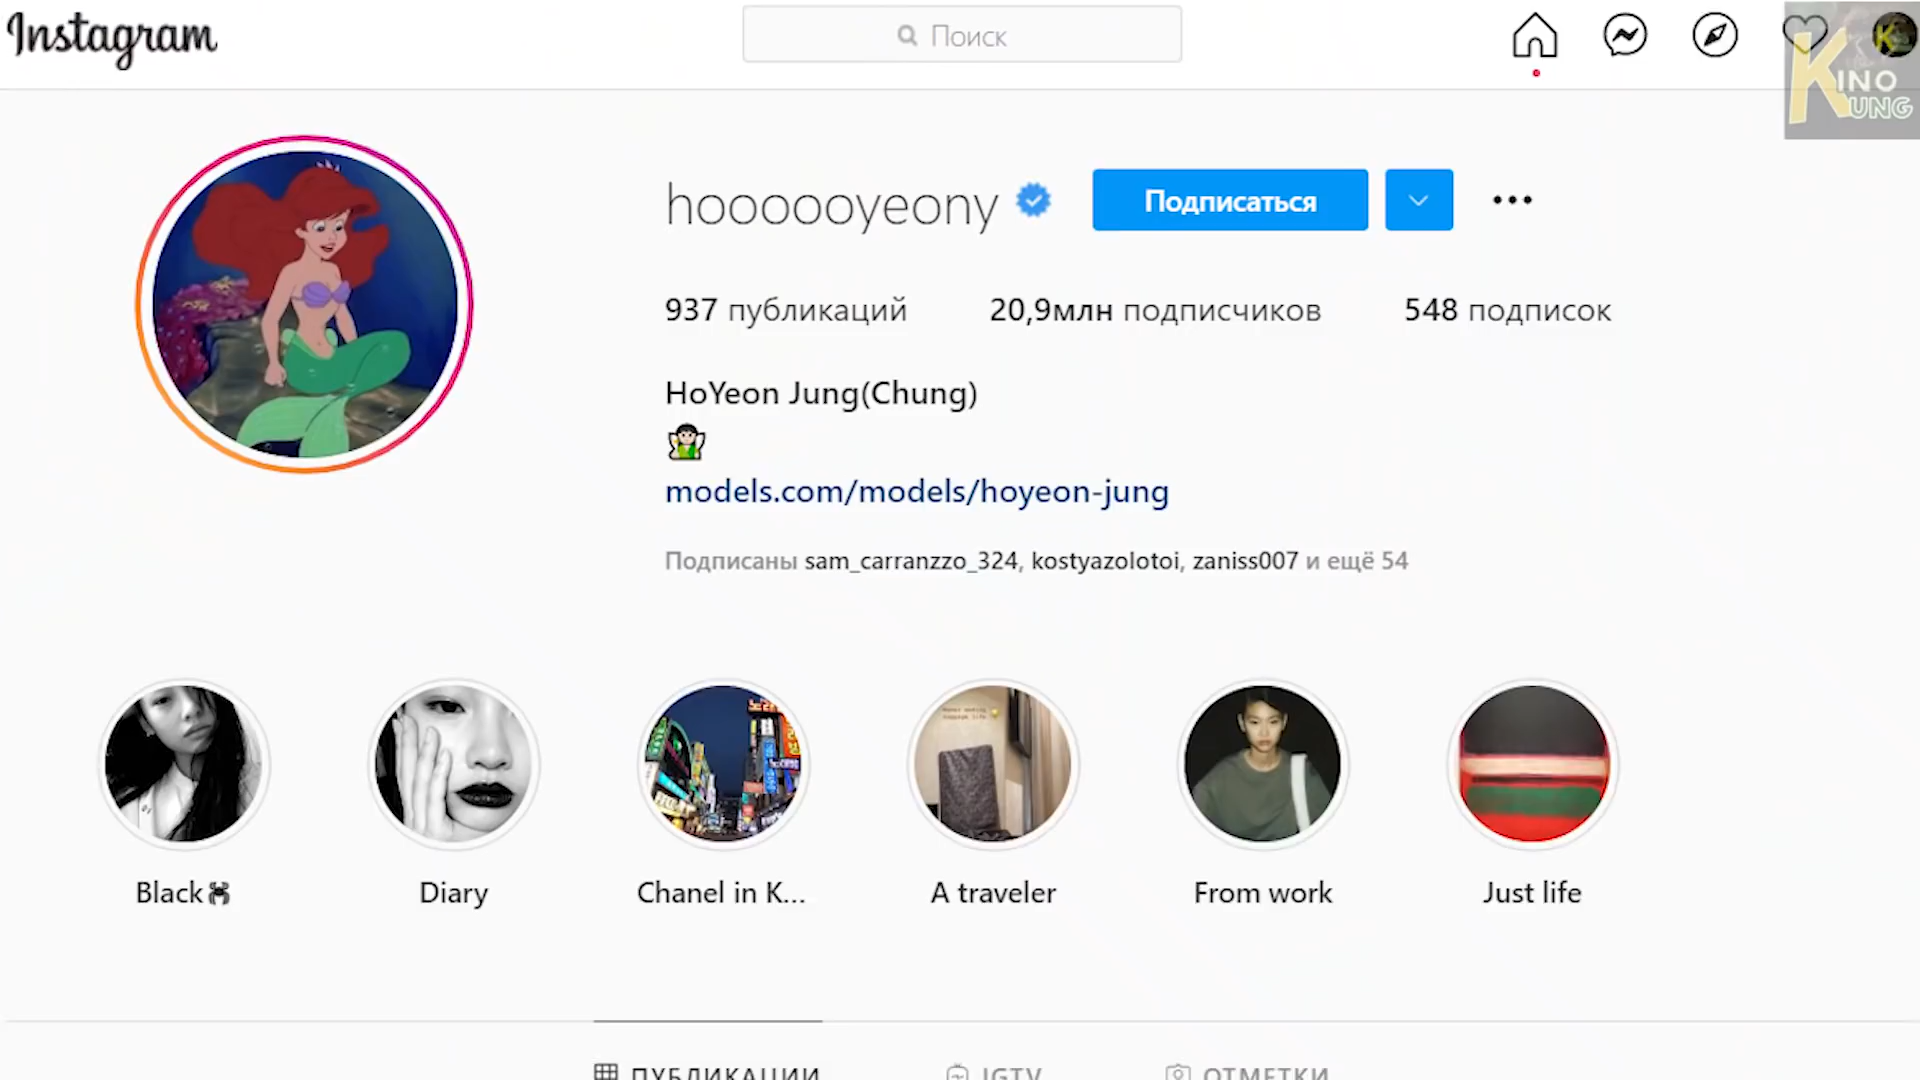 Instagram
Поиск
KINO
KUNG
hoooooyeony
Подписаться
937 публикаций 20,9млн подписчиков 548 подписок
HoYeon Jung(Chung)
models.com/models/hoyeon-jung
Подписаны sam_carranzzo_324, kostyazolotoi, zaniss007 и ещё 54
Black Diary Chanel in K... A traveler From work Just life
ПУБЛИКАЦИИ IGTV ОТМЕТКИ